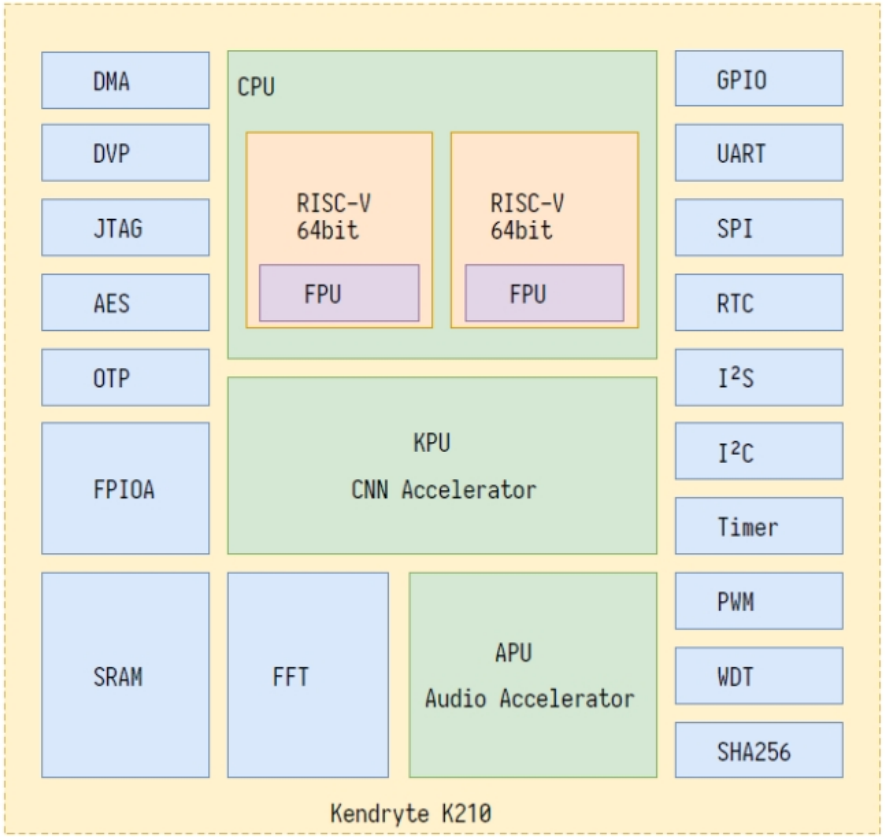 DMA
DVP
JTAG
AES
OTP
FPIOA
SRAM
CPU
RISC-V
64bit
FPU
RISC-V
64bit
FPU
KPU
CNN Accelerator
FFT
APU
Audio Accelerator
GPIO
UART
SPI
RTC
I²S
I²C
Timer
PWM
WDT
SHA256
Kendryte K210